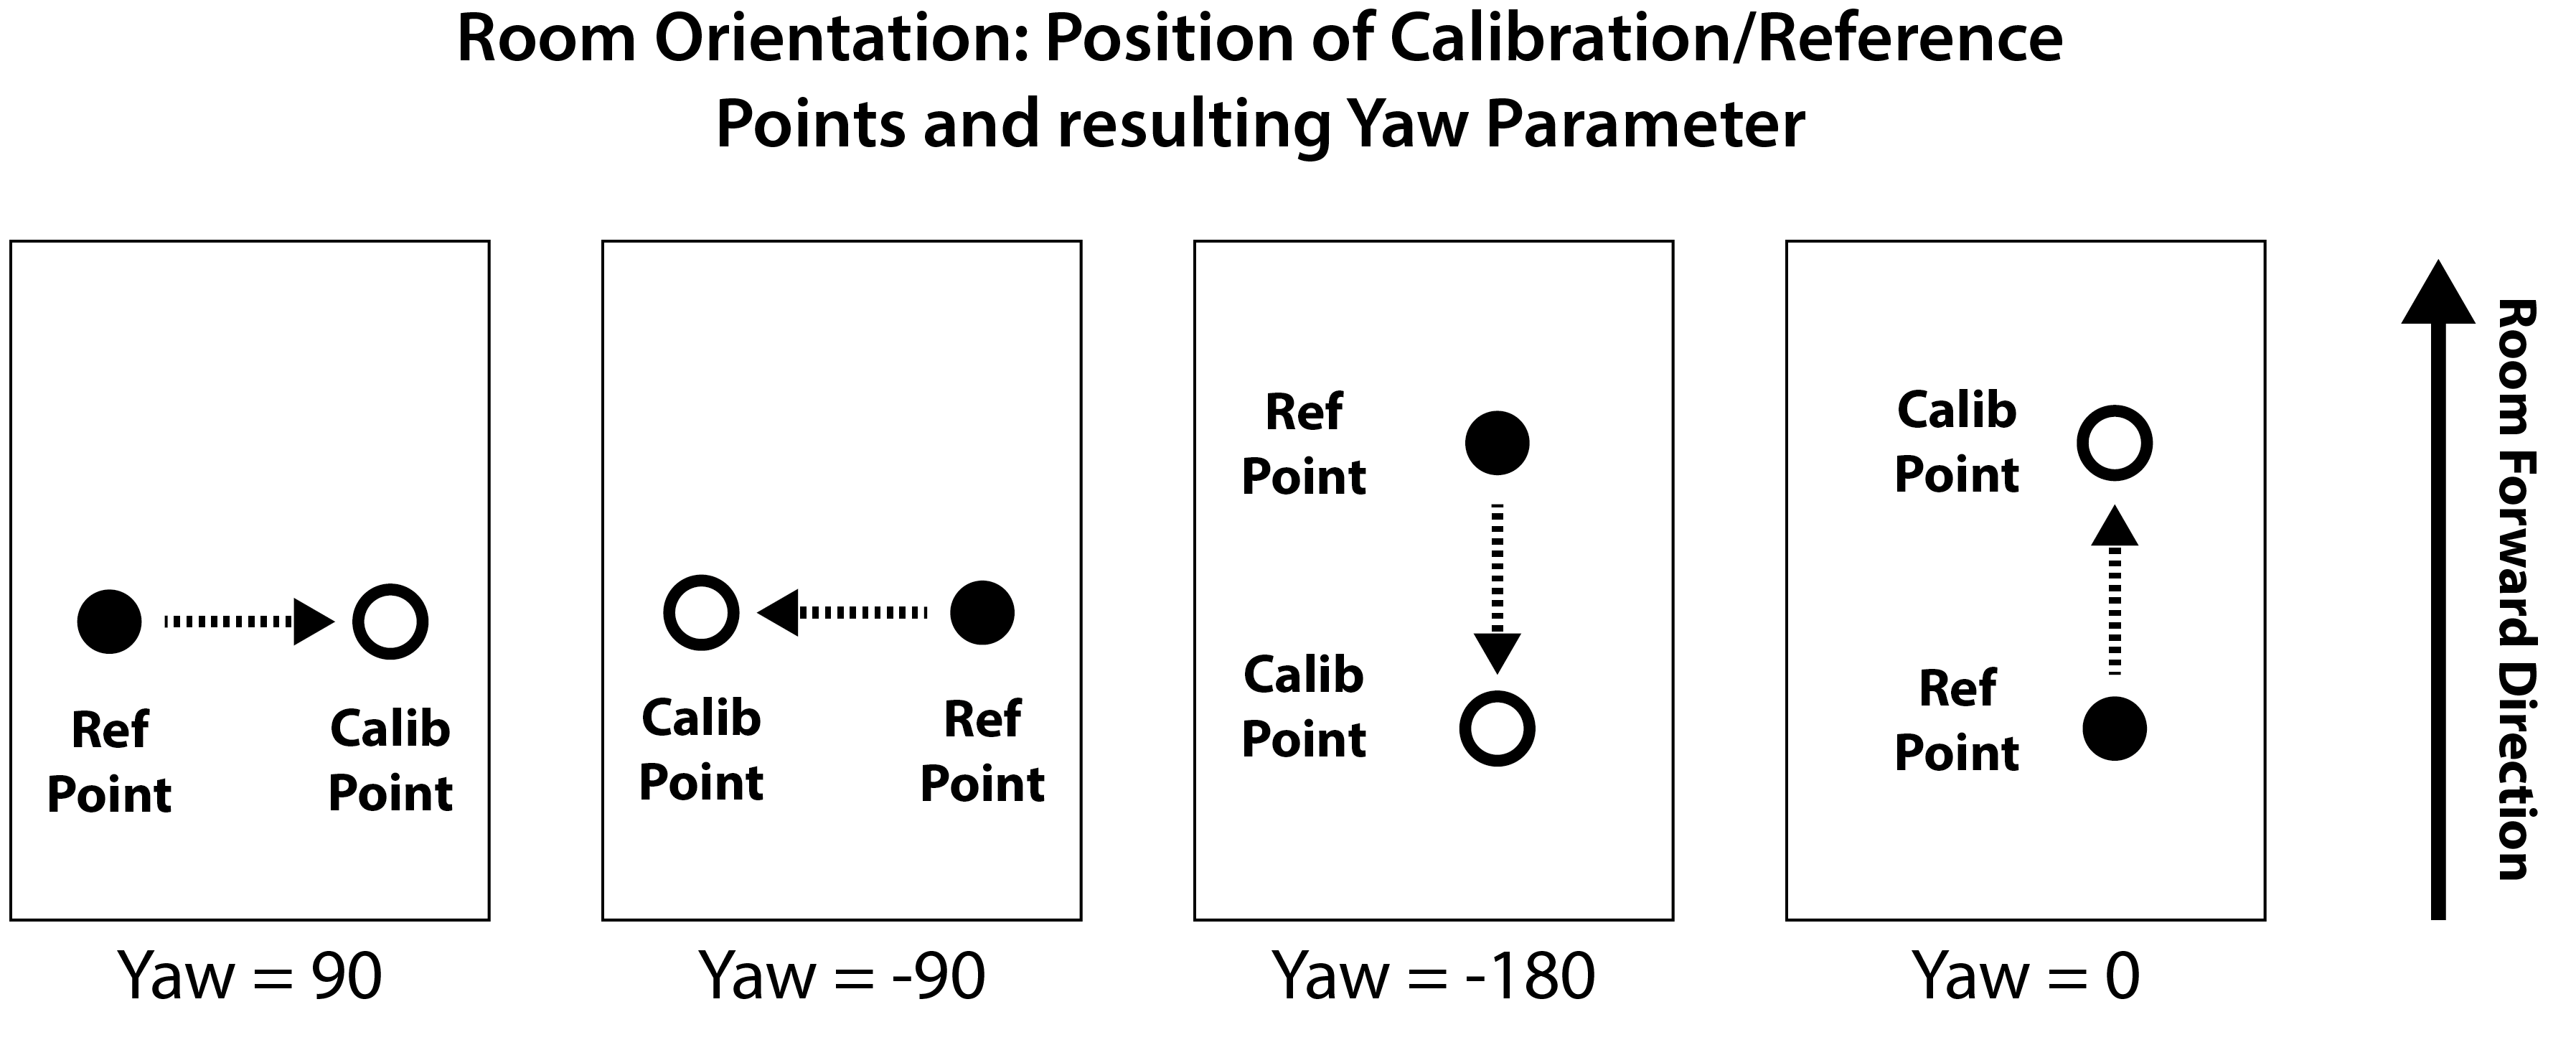 Room Orientation: Position of Calibration/Reference
Points and resulting Yaw Parameter
Ref
Point
Calib
Point
Yaw = 90
Calib
Point
Ref
Point
Yaw = -90
Ref
Point
Calib
Point
Yaw = -180
Calib
Point
Ref
Point
Yaw = 0
Room Forward Direction